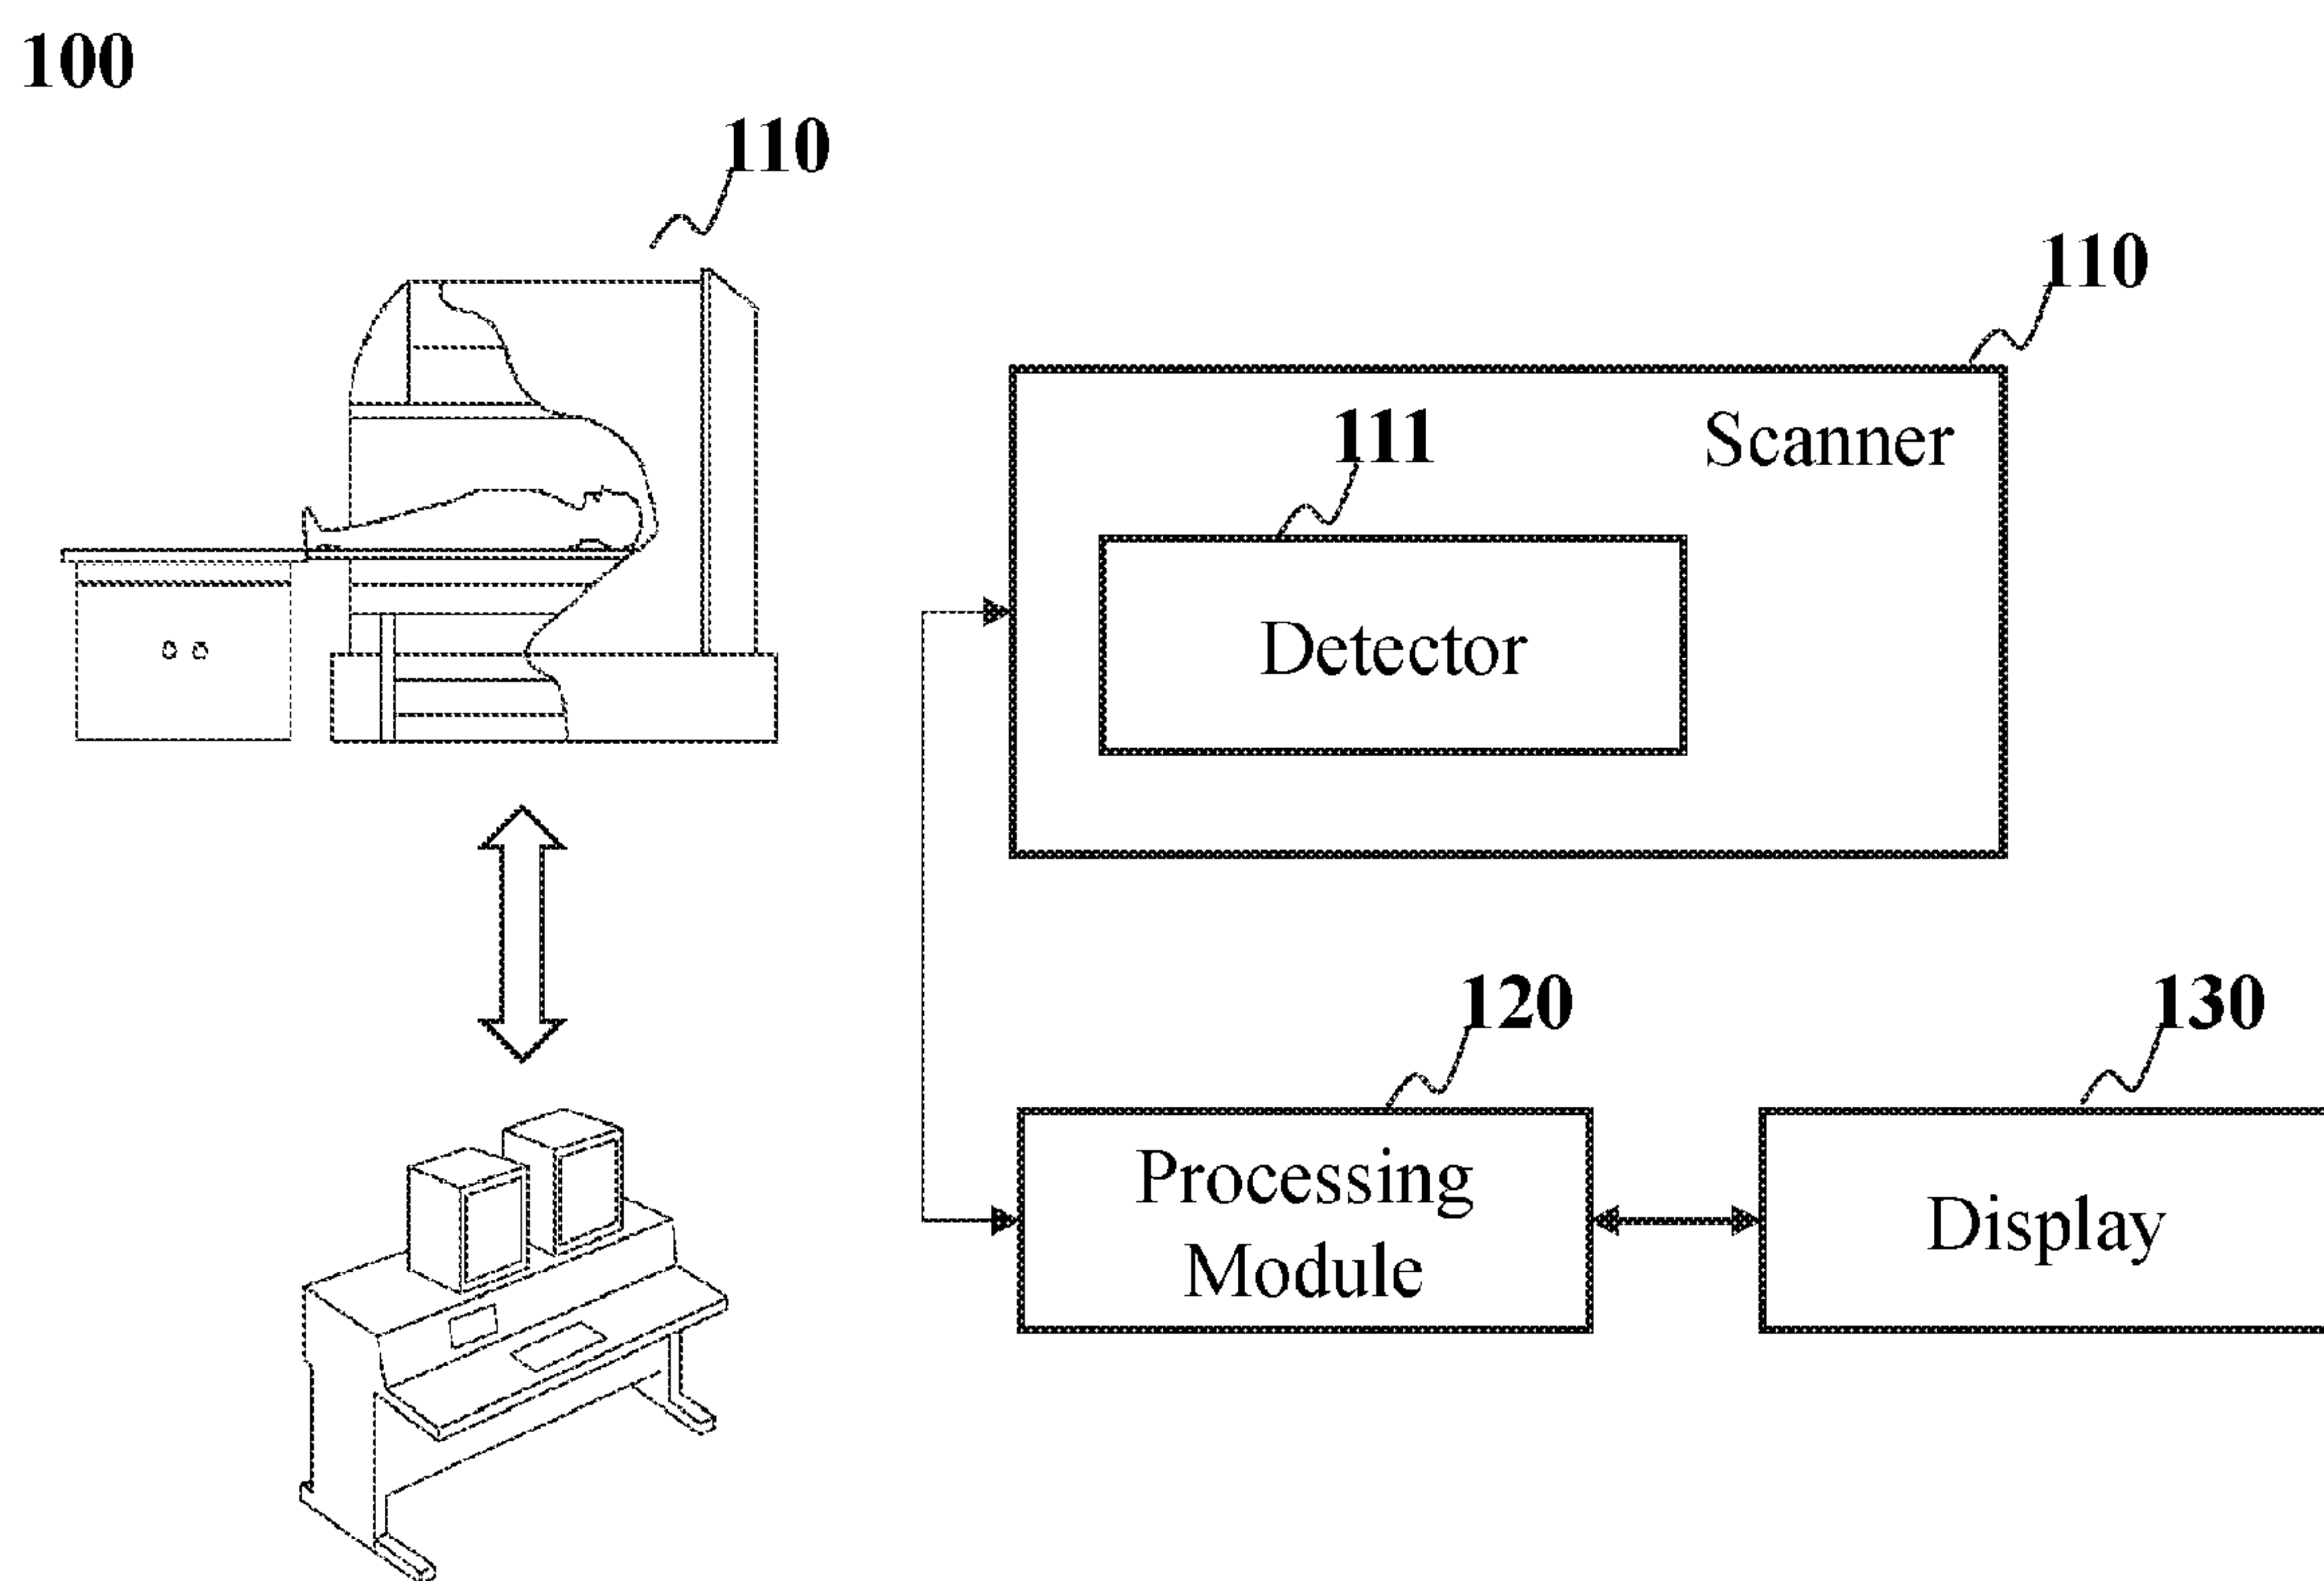 100
110
110
Scanner
111
Detector
120
130
Processing
Module
Display